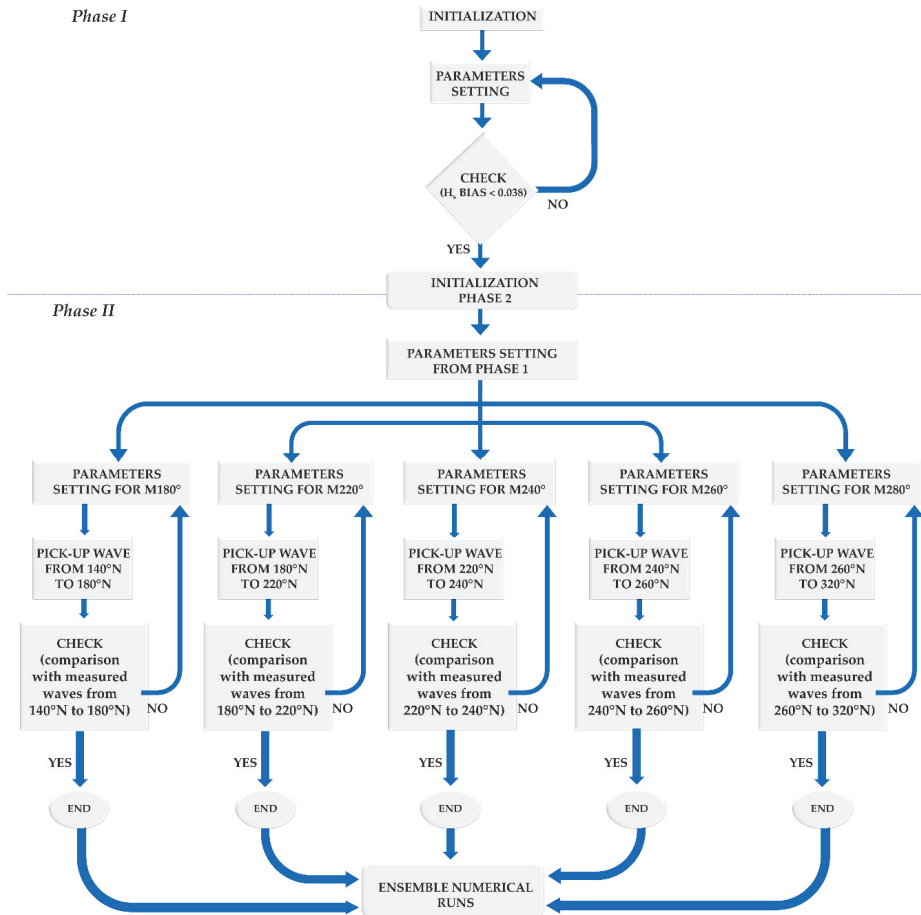 Phase I
INITIALIZATION
PARAMETERS
SETTING
CHECK
(Hs BIAS < 0.038)
NO
YES
INITIALIZATION
PHASE 2
Phase II
PARAMETERS SETTING
FROM PHASE 1
PARAMETERS
SETTING FOR M180°
PARAMETERS
SETTING FOR M220°
PARAMETERS
SETTING FOR M240°
PARAMETERS
SETTING FOR M260°
PARAMETERS
SETTING FOR M280°
PICK-UP WAVE
FROM 140°N
TO 180°N
PICK-UP WAVE
FROM 180°N
TO 220°N
PICK-UP WAVE
FROM 220°N
TO 240°N
PICK-UP WAVE
FROM 240°N
TO 260°N
PICK-UP WAVE
FROM 260°N
TO 320°N
CHECK
(comparison
with measured
waves from
140°N to 180°N)
NO
CHECK
(comparison
with measured
waves from
180°N to 220°N)
NO
CHECK
(comparison
with measured
waves from
220°N to 240°N)
NO
CHECK
(comparison
with measured
waves from
240°N to 260°N)
NO
CHECK
(comparison
with measured
waves from
260°N to 320°N)
NO
YES
YES
YES
YES
YES
END
END
END
END
END
ENSEMBLE NUMERICAL
RUNS